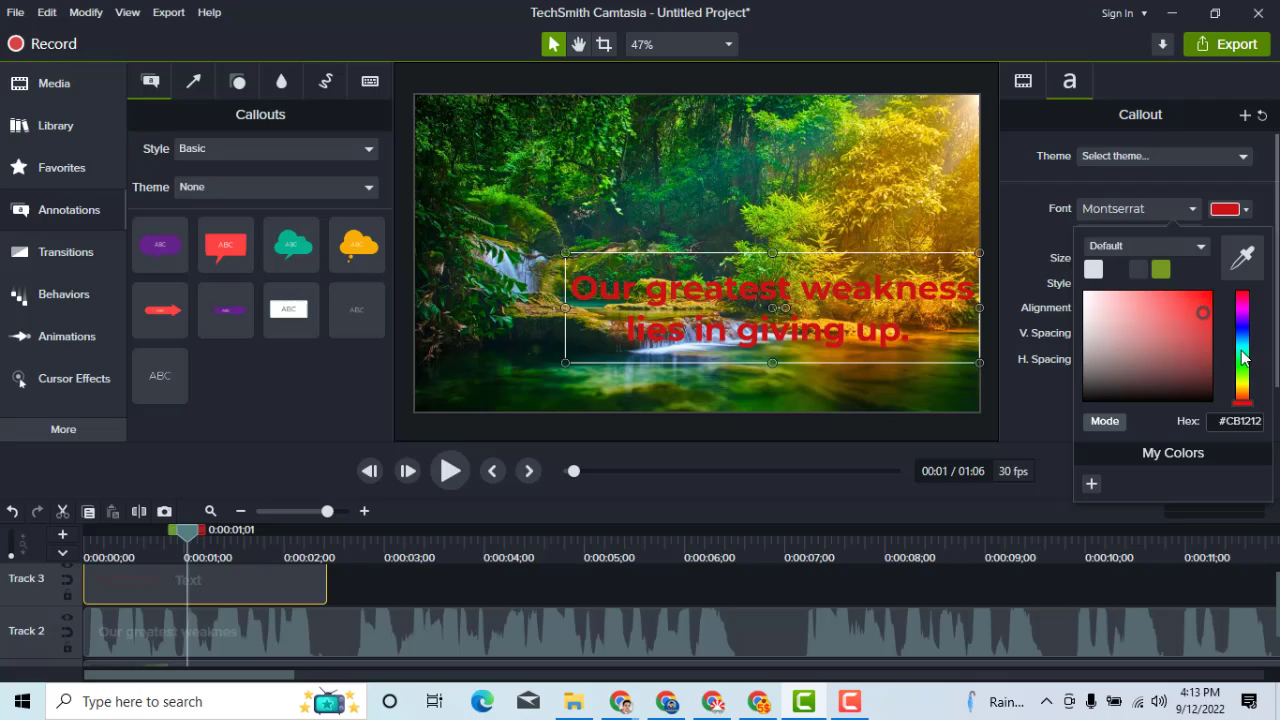 File Edit Modify View Export Help
TechSmith Camtasia - Untitled Project*
Sign In
Record
47%
Export
Media
Library
Favorites
Annotations
Transitions
Behaviors
Animations
Cursor Effects
More
Callouts
Style Basic
Theme None
ABC ABC ABC ABC
ABC ABC
ABC
Our greatest weakness
lies in giving up.
a
Callout
Theme Select theme...
Font Montserrat
Default
Size
Style
Alignment
V. Spacing
H. Spacing
Mode Hex: #CB1212
My Colors
00:01 / 01:06 30 fps
0:00:01;01
0:00:00;00 0:00:01;00 0:00:02;00 0:00:03;00 0:00:04;00 0:00:05;00 0:00:06;00 0:00:07;00 0:00:08;00 0:00:09;00 0:00:10;00 0:00:11;00
Track 3 Text
Track 2 Our greatest weaknes
Type here to search
Rain...
4:13 PM
9/12/2022